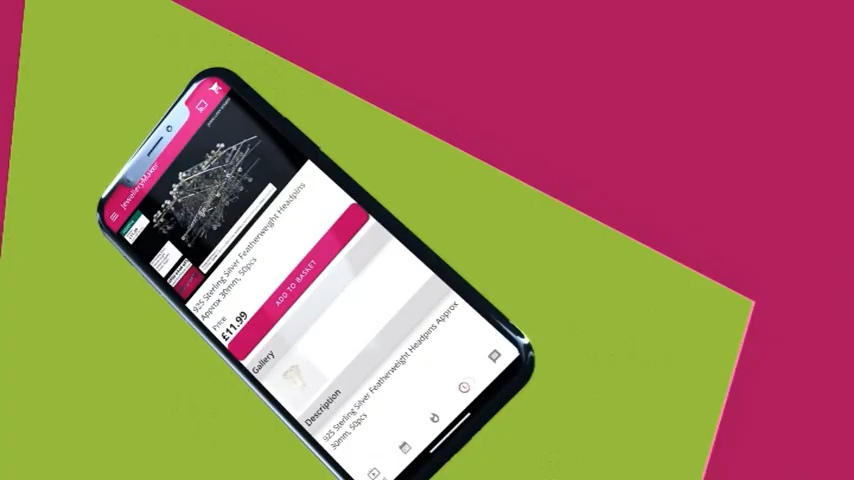 JewelleryMaker
925 Sterling Silver Featherweight Headpins
Approx 30mm, 50pcs
Price
£11.99
ADD TO BASKET
Gallery
Description
925 Sterling Silver Featherweight Headpins Approx
30mm, 50pcs